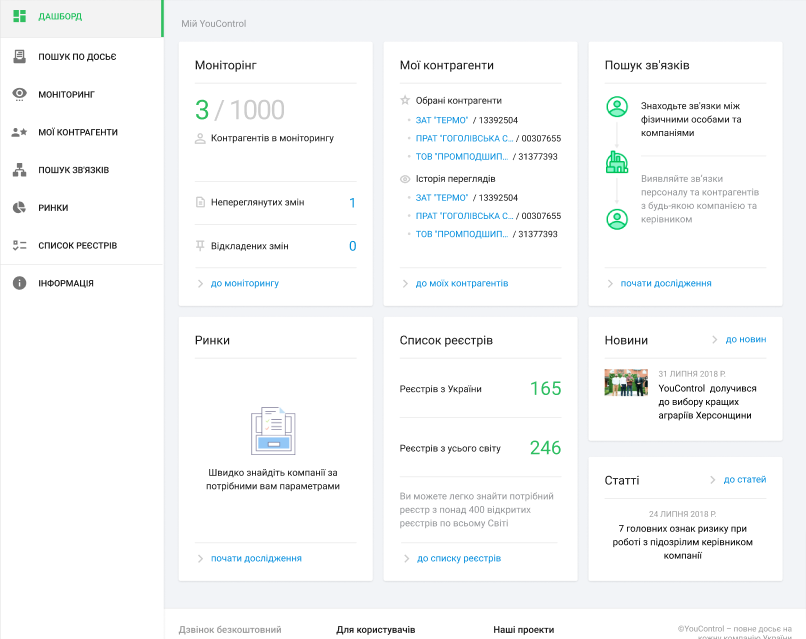 ДАШБОРД
ПОШУК ПО ДОСЬЄ
МОНІТОРИНГ
МОЇ КОНТРАГЕНТИ
ПОШУК ЗВ'ЯЗКІВ
РИНКИ
СПИСОК РЕЄСТРІВ
ІНФОРМАЦІЯ
Мій YouControl
Моніторінг
3 / 1000
Контрагентів в моніторингу
Непереглянутих змін 1
Відкладених змін 0
до моніторингу
Мої контрагенти
Обрані контрагенти
ЗАТ "ТЕРМО" / 13392504
ПРАТ "ГОГОЛІВСЬКА С... / 00307655
ТОВ "ПРОМПОДШИП... / 31377393
Історія переглядів
ЗАТ "ТЕРМО" / 13392504
ПРАТ "ГОГОЛІВСЬКА С... / 00307655
ТОВ "ПРОМПОДШИП... / 31377393
до моїх контрагентів
Пошук зв'язків
Знаходьте зв'язки між
фізичними особами та
компаніями
Виявляйте зв'язки
персоналу та контрагентів
з будь-якою компанією та
керівником
почати дослідження
Ринки
Швидко знайдіть компанії за
потрібними вам параметрами
почати дослідження
Список реєстрів
Реєстрів з України 165
Реєстрів з усього світу 246
Ви можете легко знайти потрібний
реєстр з понад 400 відкритих
реєстрів по всьому Світі
до списку реєстрів
Новини
до новин
31 ЛИПНЯ 2018 Р.
YouControl долучився
до вибору кращих
аграріїв Херсонщини
Статті
до статей
24 ЛИПНЯ 2018 Р.
7 головних ознак ризику при
роботі з підозрілим керівником
компанії
Дзвінок безкоштовний
Для користувачів
Наші проекти
©YouControl – повне досьє на
кожну компанію України